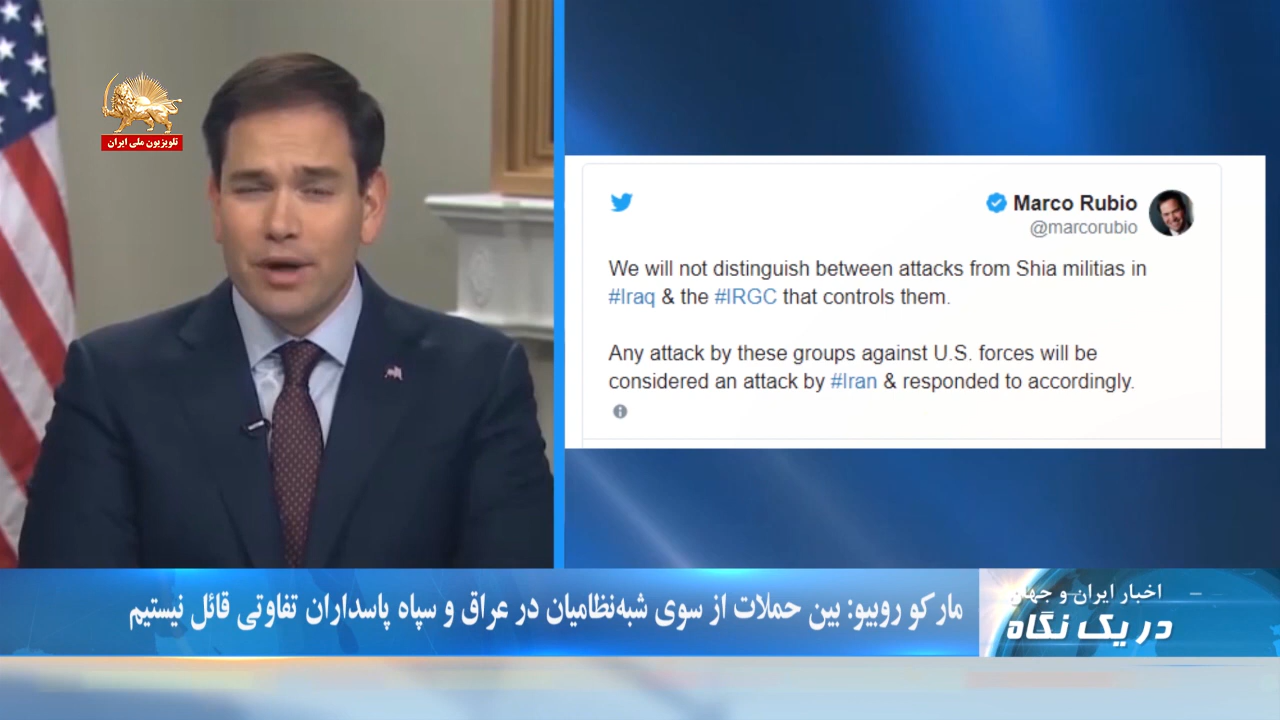 تلویزیون ملی ایران
Marco Rubio
@marcorubio
We will not distinguish between attacks from Shia militias in
#Iraq & the #IRGC that controls them.
Any attack by these groups against U.S. forces will be
considered an attack by #Iran & responded to accordingly.
اخبار ایران و جهان
در یک نگاه
مارکو روبیو: بین حملات از سوی شبه‌نظامیان در عراق و سپاه پاسداران تفاوتی قائل نیستیم